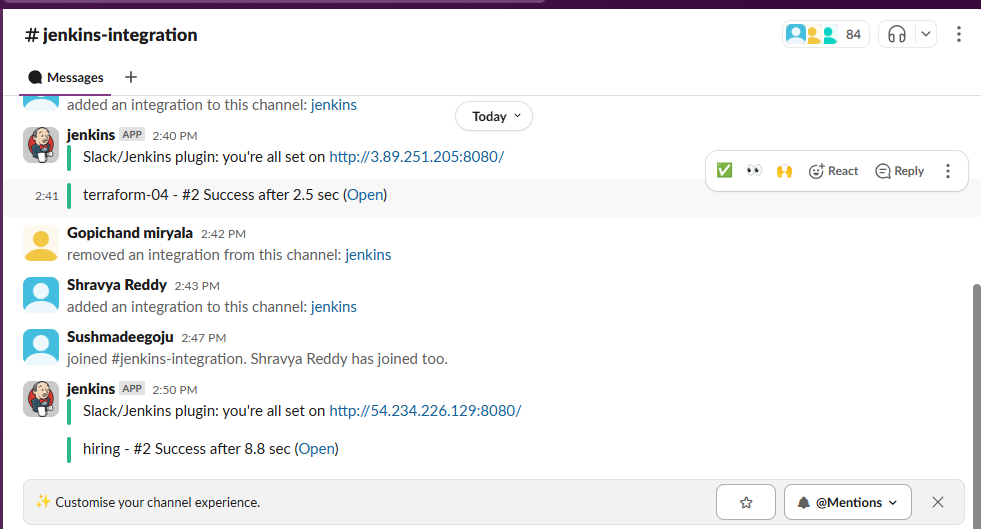 # jenkins-integration
84
Messages
added an integration to this channel: jenkins
Today
jenkins APP 2:40 PM
Slack/Jenkins plugin: you're all set on http://3.89.251.205:8080/
React
Reply
2:41 terraform-04 - #2 Success after 2.5 sec (Open)
Gopichand miryala 2:42 PM
removed an integration from this channel: jenkins
Shravya Reddy 2:43 PM
added an integration to this channel: jenkins
Sushmadeegoju 2:47 PM
joined #jenkins-integration. Shravya Reddy has joined too.
jenkins APP 2:50 PM
Slack/Jenkins plugin: you're all set on http://54.234.226.129:8080/
hiring - #2 Success after 8.8 sec (Open)
Customise your channel experience.
@Mentions